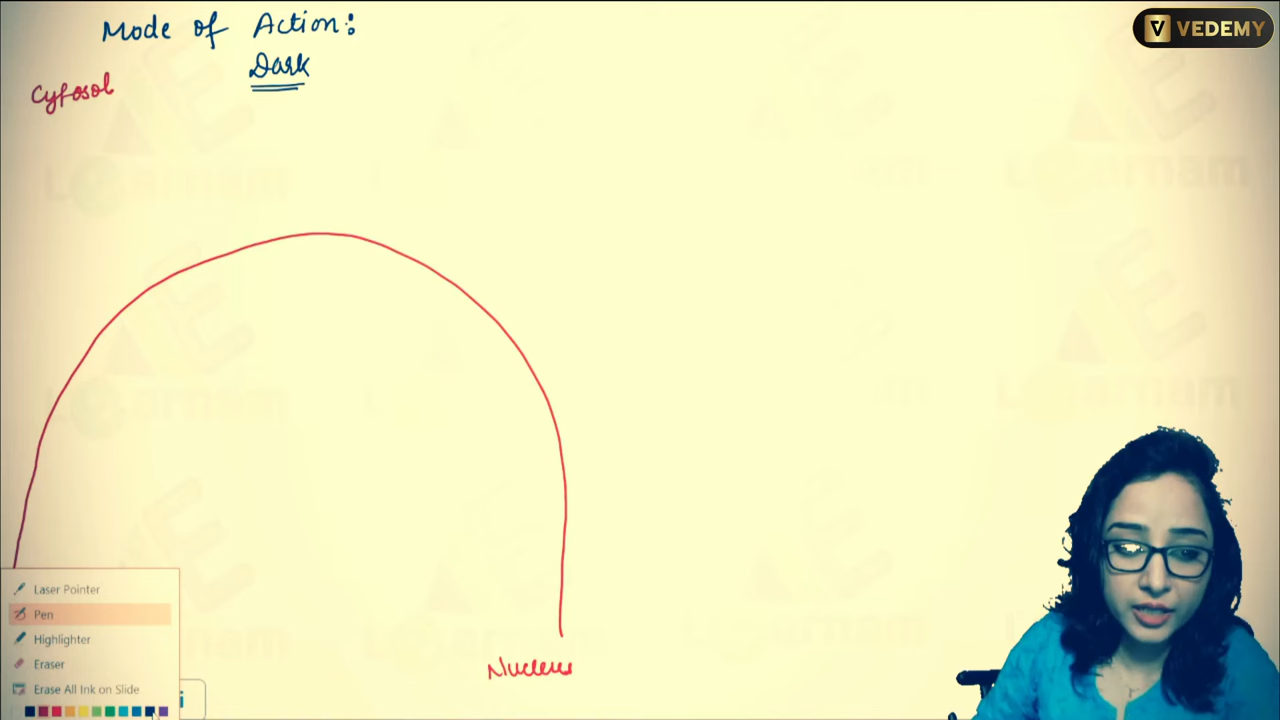 Mode of Action:
VEDEMY
Dark
Cytosol
Laser Pointer
Pen
Highlighter
Eraser
Erase All Ink on Slide
Nucleus